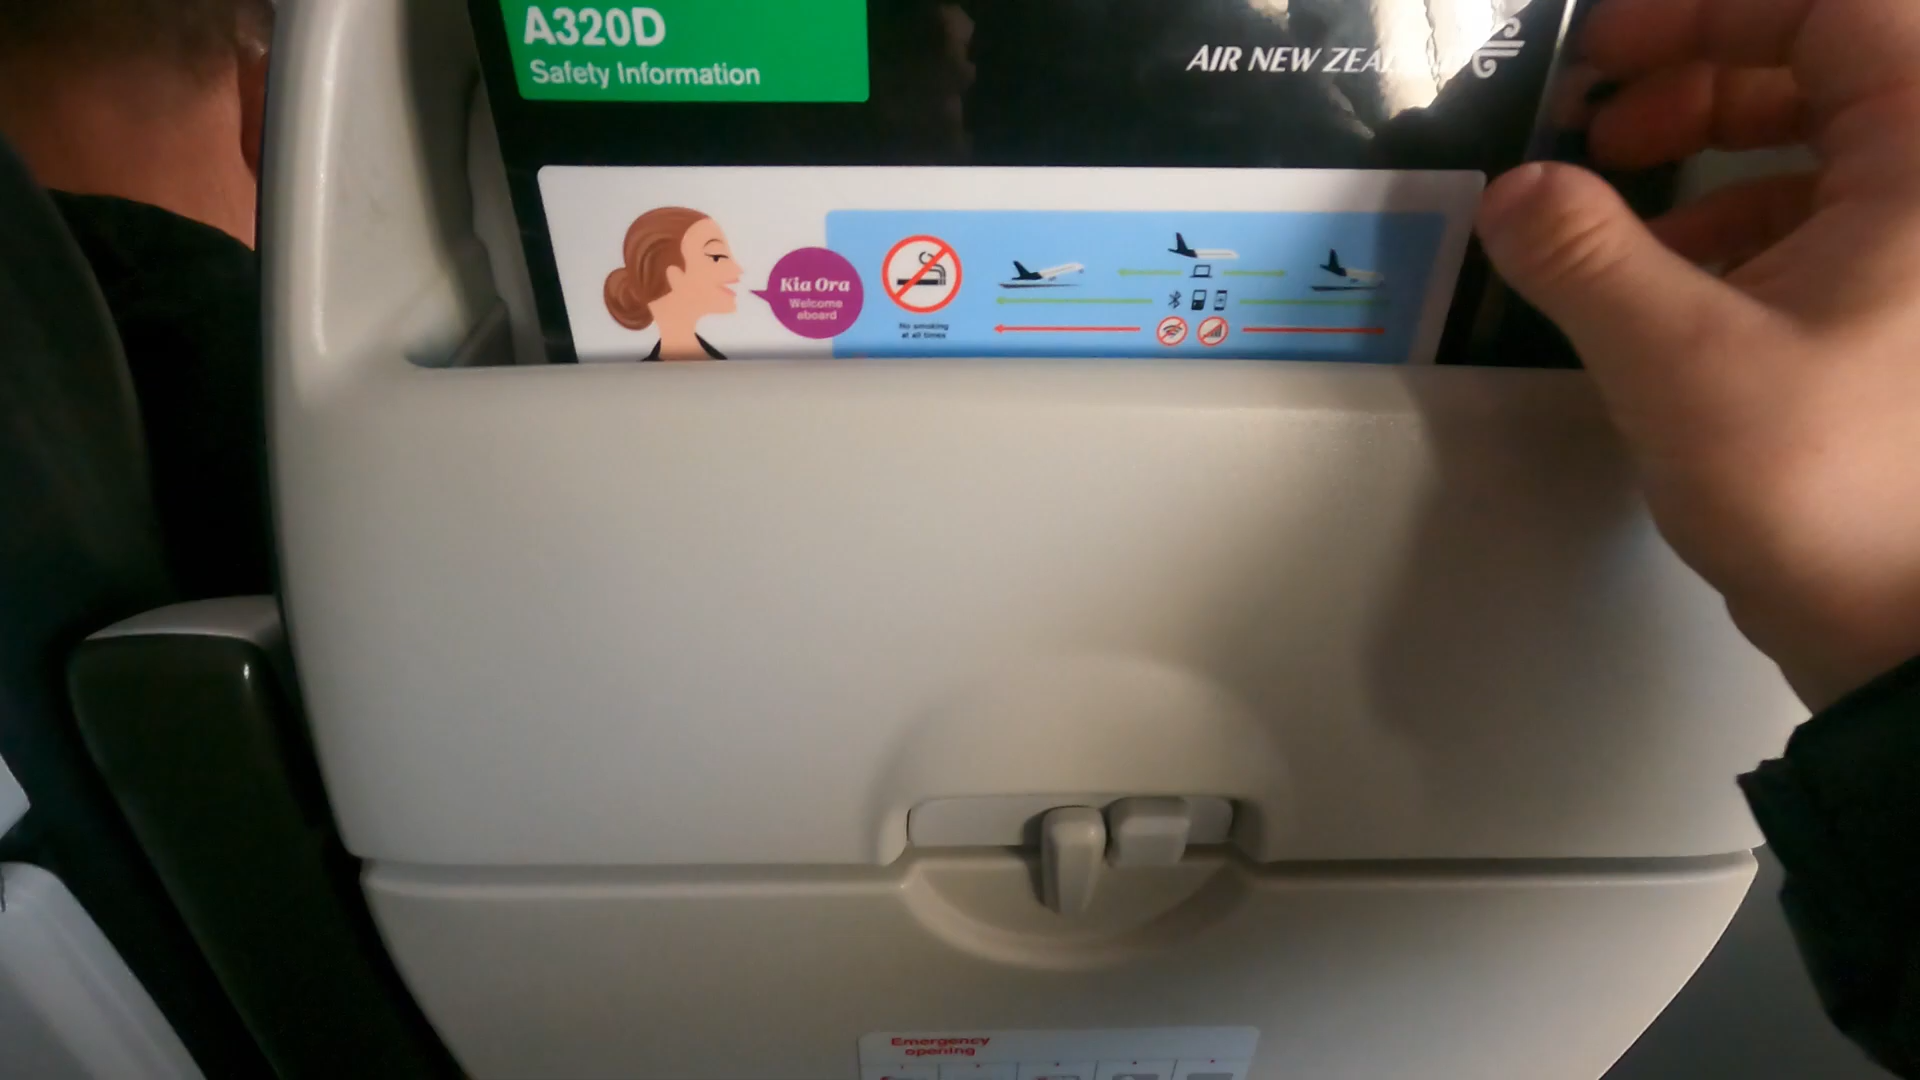 A320D
Safety Information
AIR NEW ZEA
Kia Ora
Welcome
aboard
No smoking
at all times
Emergency
opening